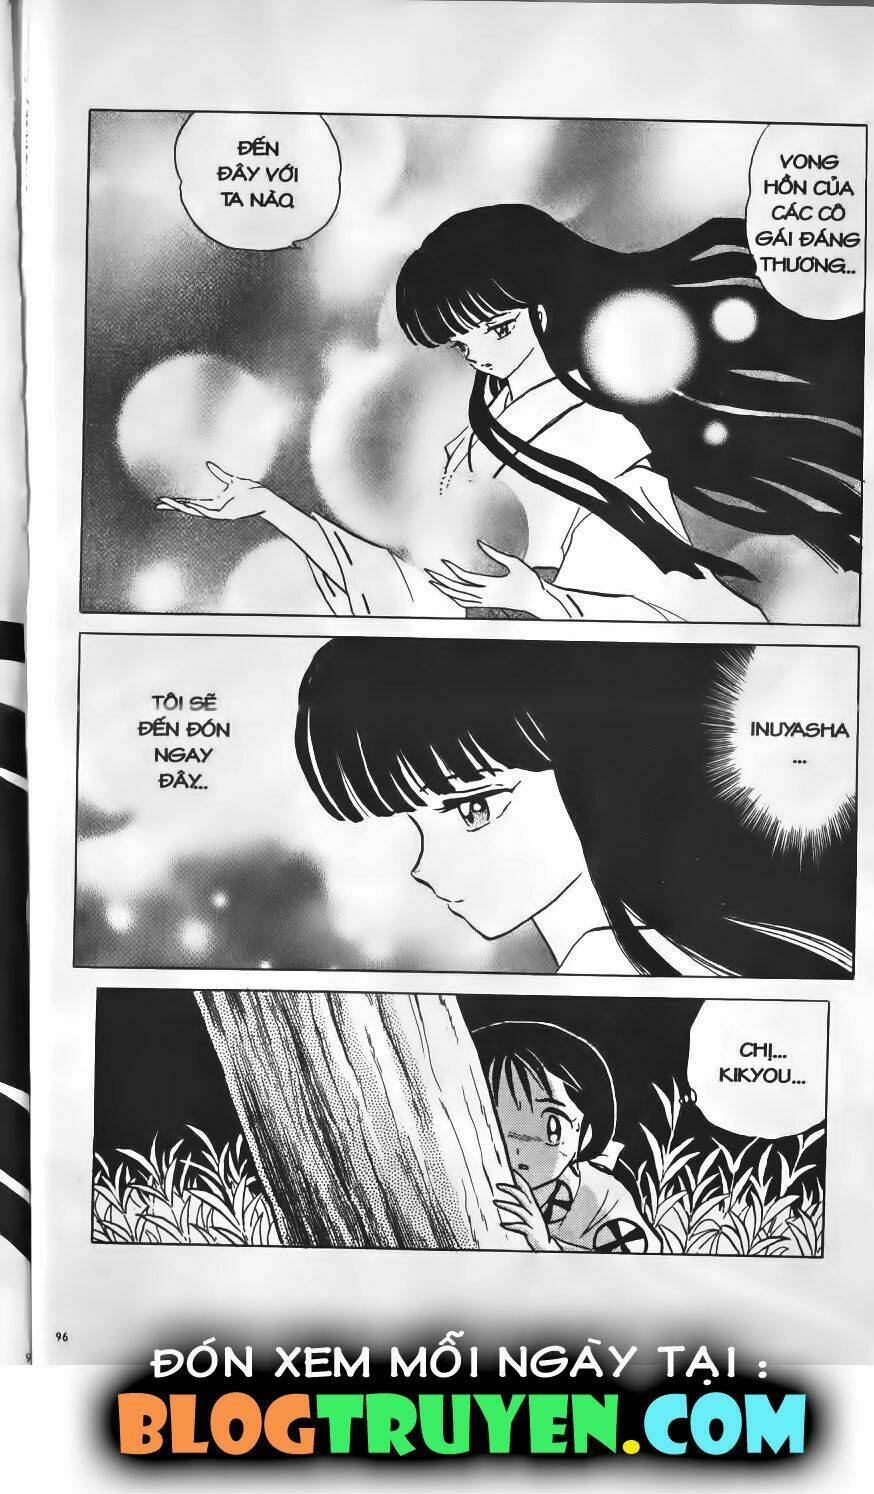 VONG
HỒN CỦA
CÁC CÔ
GÁI ĐÁNG
THƯƠNG...
ĐẾN
ĐÂY VỚI
TA NÀO.
INUYASHA
...
TÔI SẼ
ĐẾN ĐÓN
NGAY
ĐÂY...
CHỊ...
KIKYOU...
96
ĐÓN XEM MỖI NGÀY TẠI :
BLOGTRUYEN.COM